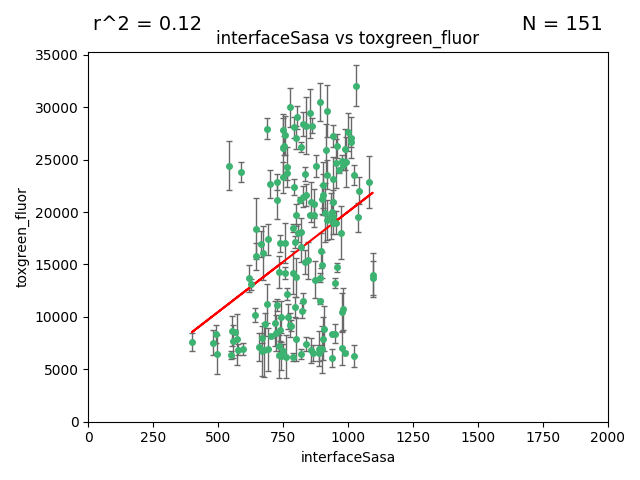 r^2 = 0.12
N = 151
interfaceSasa vs toxgreen_fluor
35000
30000
25000
20000
15000
10000
5000
0
toxgreen_fluor
0 250 500 750 1000 1250 1500 1750 2000
interfaceSasa